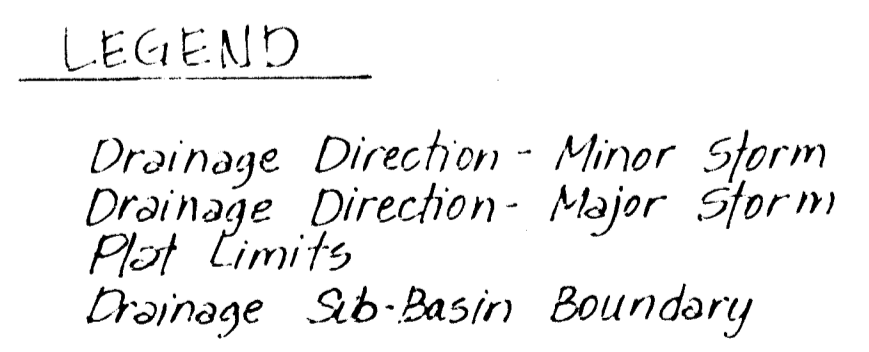 LEGEND
Drainage Direction - Minor Storm
Drainage Direction - Major Storm
Plat Limits
Drainage Sub-Basin Boundary